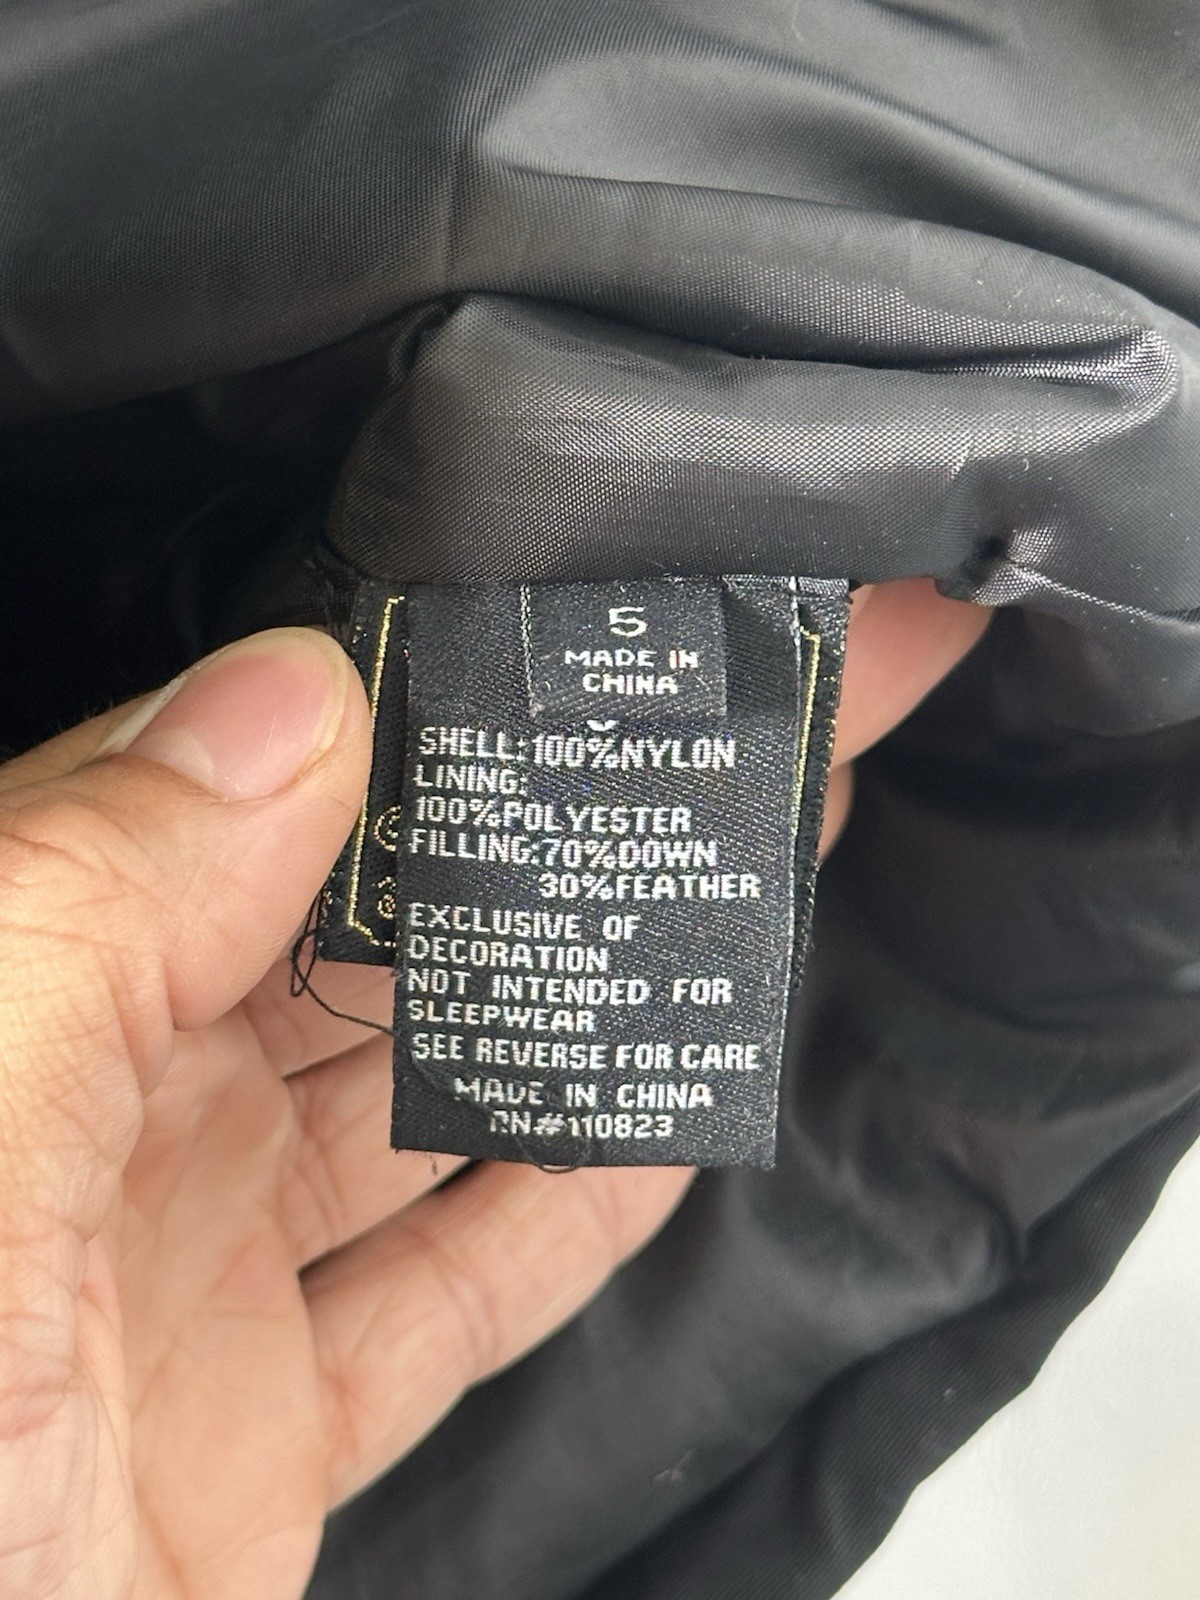 5
MADE IN
CHINA
SHELL:100%NYLON
LINING:
100%POLYESTER
FILLING:70%DOWN
30%FEATHER
EXCLUSIVE OF
DECORATION
NOT INTENDED FOR
SLEEPWEAR
SEE REVERSE FOR CARE
MADE IN CHINA
RN#110823